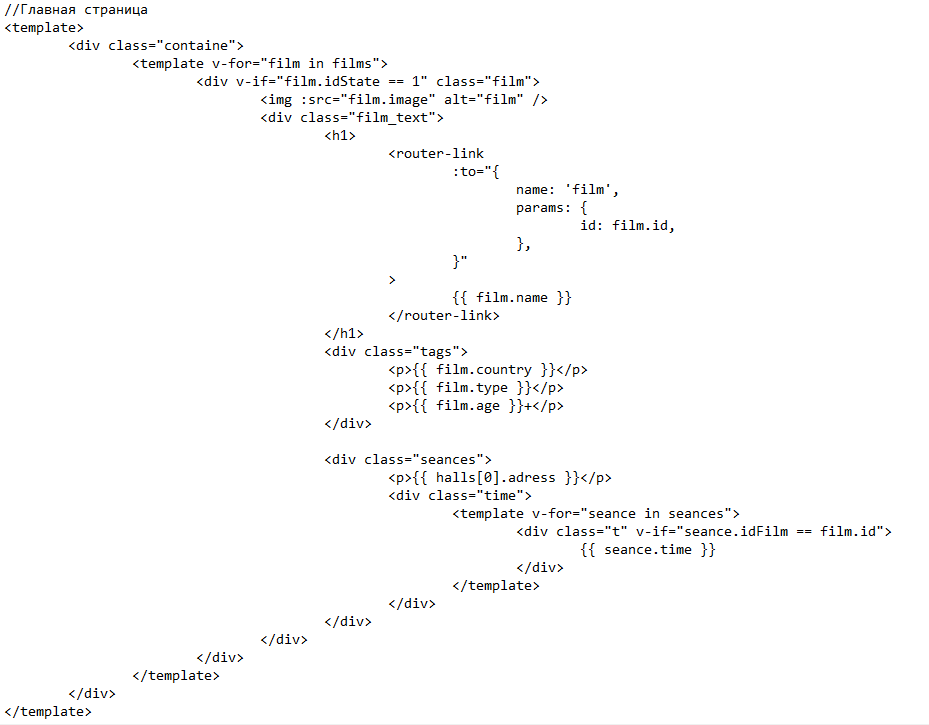 //Главная страница
<template>
	<div class="containe">
		<template v-for="film in films">
			<div v-if="film.idState == 1" class="film">
				<img :src="film.image" alt="film" />
				<div class="film_text">
					<h1>
						<router-link
							:to="{
								name: 'film',
								params: {
									id: film.id,
								},
							}"
						>
							{{ film.name }}
						</router-link>
					</h1>
					<div class="tags">
						<p>{{ film.country }}</p>
						<p>{{ film.type }}</p>
						<p>{{ film.age }}+</p>
					</div>

					<div class="seances">
						<p>{{ halls[0].adress }}</p>
						<div class="time">
							<template v-for="seance in seances">
								<div class="t" v-if="seance.idFilm == film.id">
									{{ seance.time }}
								</div>
							</template>
						</div>
					</div>
				</div>
			</div>
		</template>
	</div>
</template>